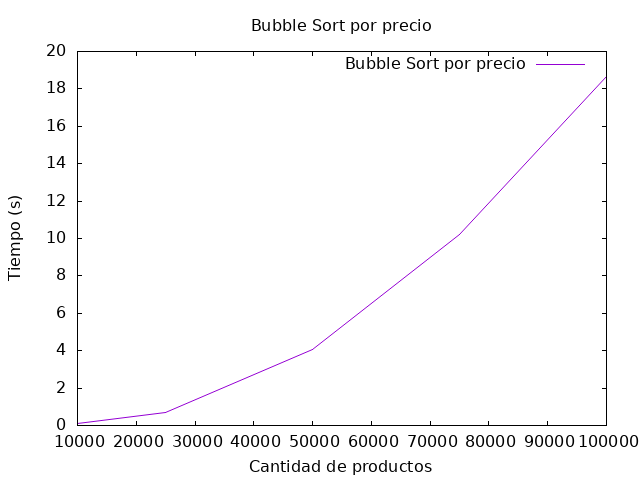 Bubble Sort por precio
Bubble Sort por precio
20
18
16
14
12
10
8
6
4
2
0
Tiempo (s)
10000 20000 30000 40000 50000 60000 70000 80000 90000 100000
Cantidad de productos